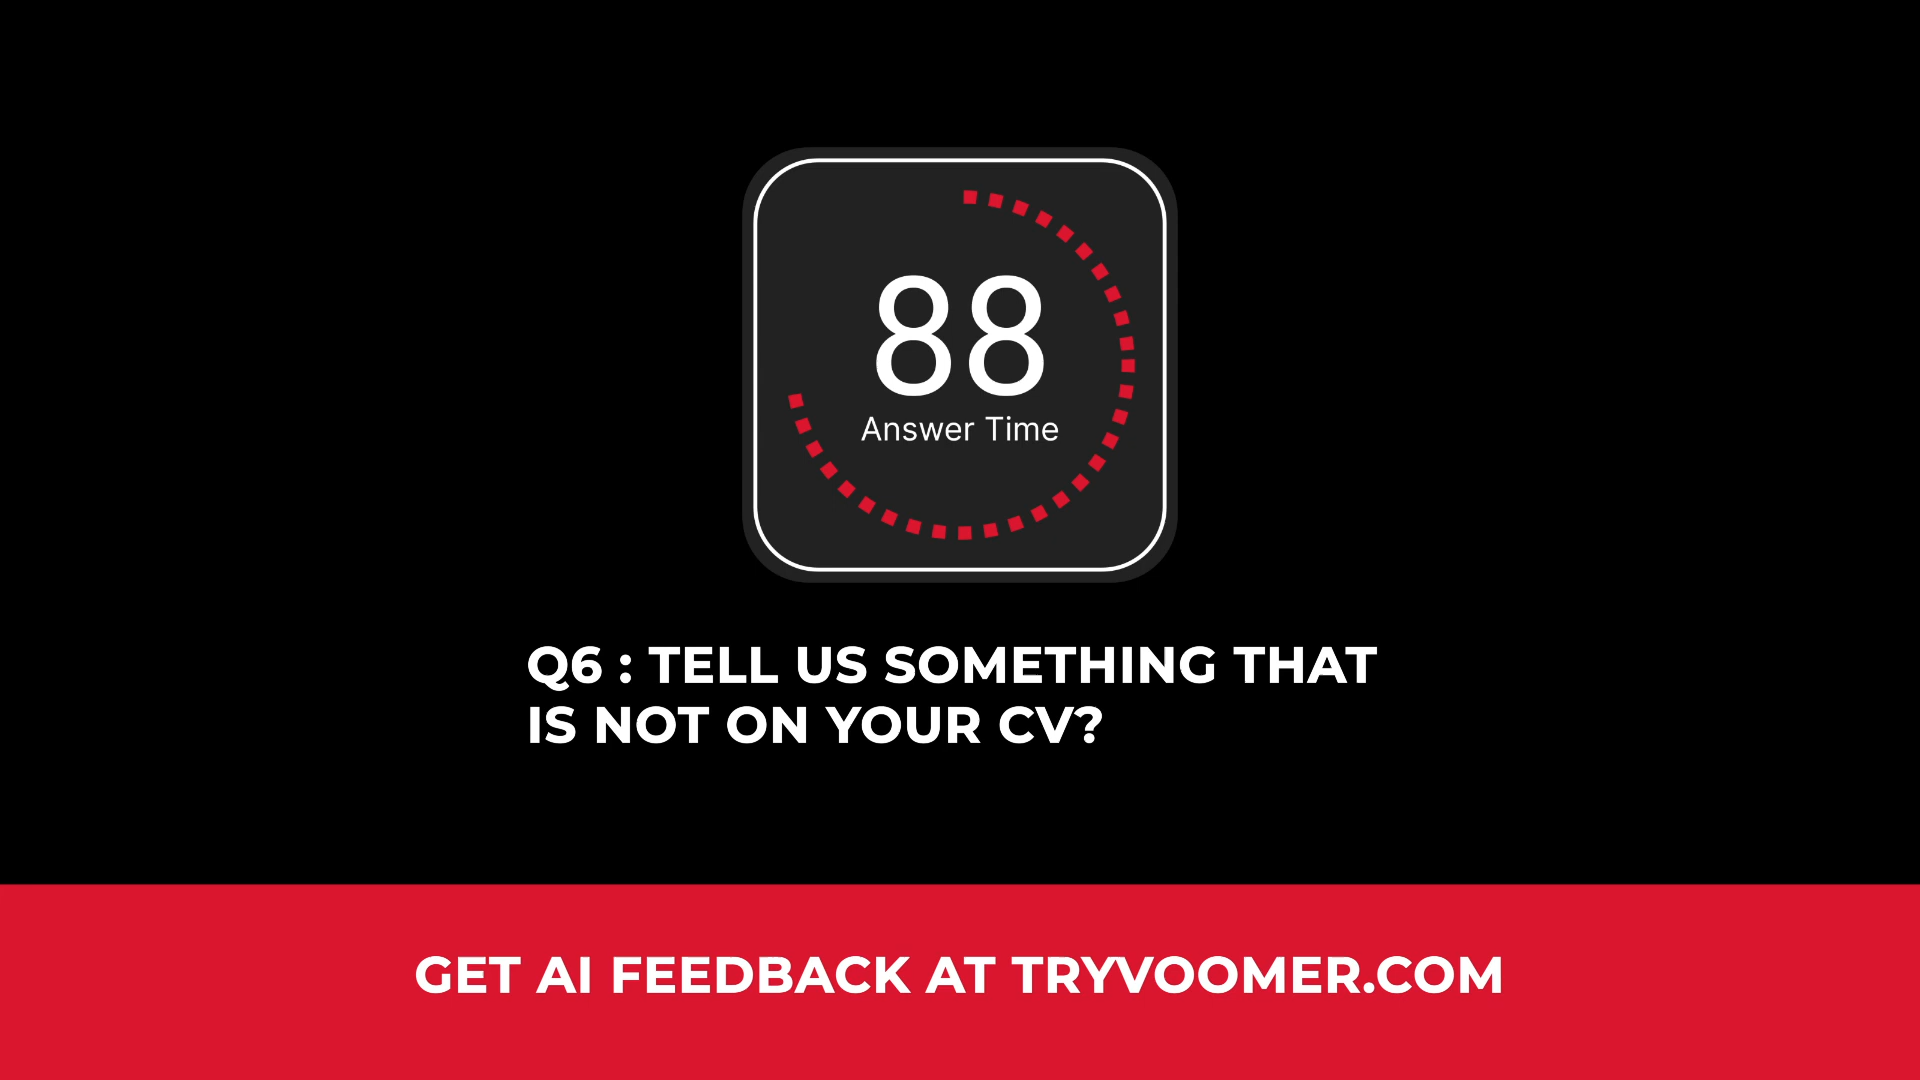 88
Answer Time
Q6 : TELL US SOMETHING THAT
IS NOT ON YOUR CV?
GET AI FEEDBACK AT TRYVOOMER.COM